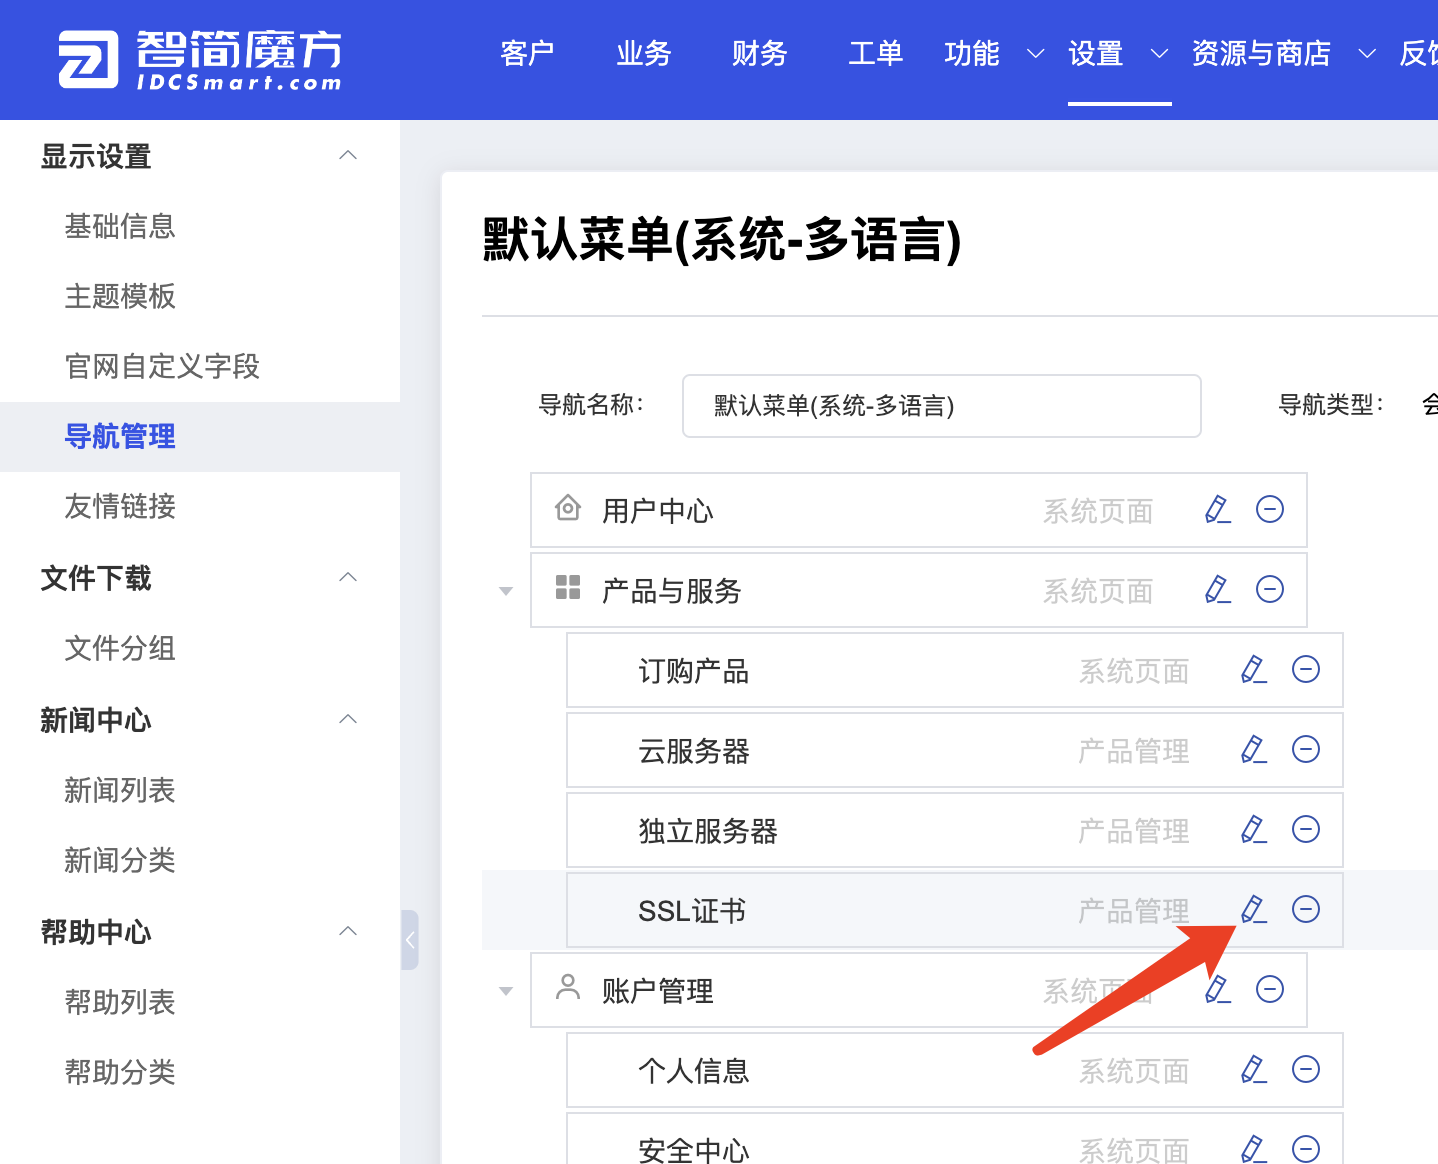 智简魔方
IDCSmart.com
客户 业务 财务 工单 功能 设置 资源与商店
显示设置
基础信息
主题模板
官网自定义字段
导航管理
友情链接
文件下载
文件分组
新闻中心
新闻列表
新闻分类
帮助中心
帮助列表
帮助分类
默认菜单(系统-多语言)
导航名称： 默认菜单(系统-多语言) 导航类型：
用户中心 系统页面
产品与服务 系统页面
订购产品 系统页面
云服务器 产品管理
独立服务器 产品管理
SSL证书 产品管理
账户管理 系统页面
个人信息 系统页面
安全中心 系统页面